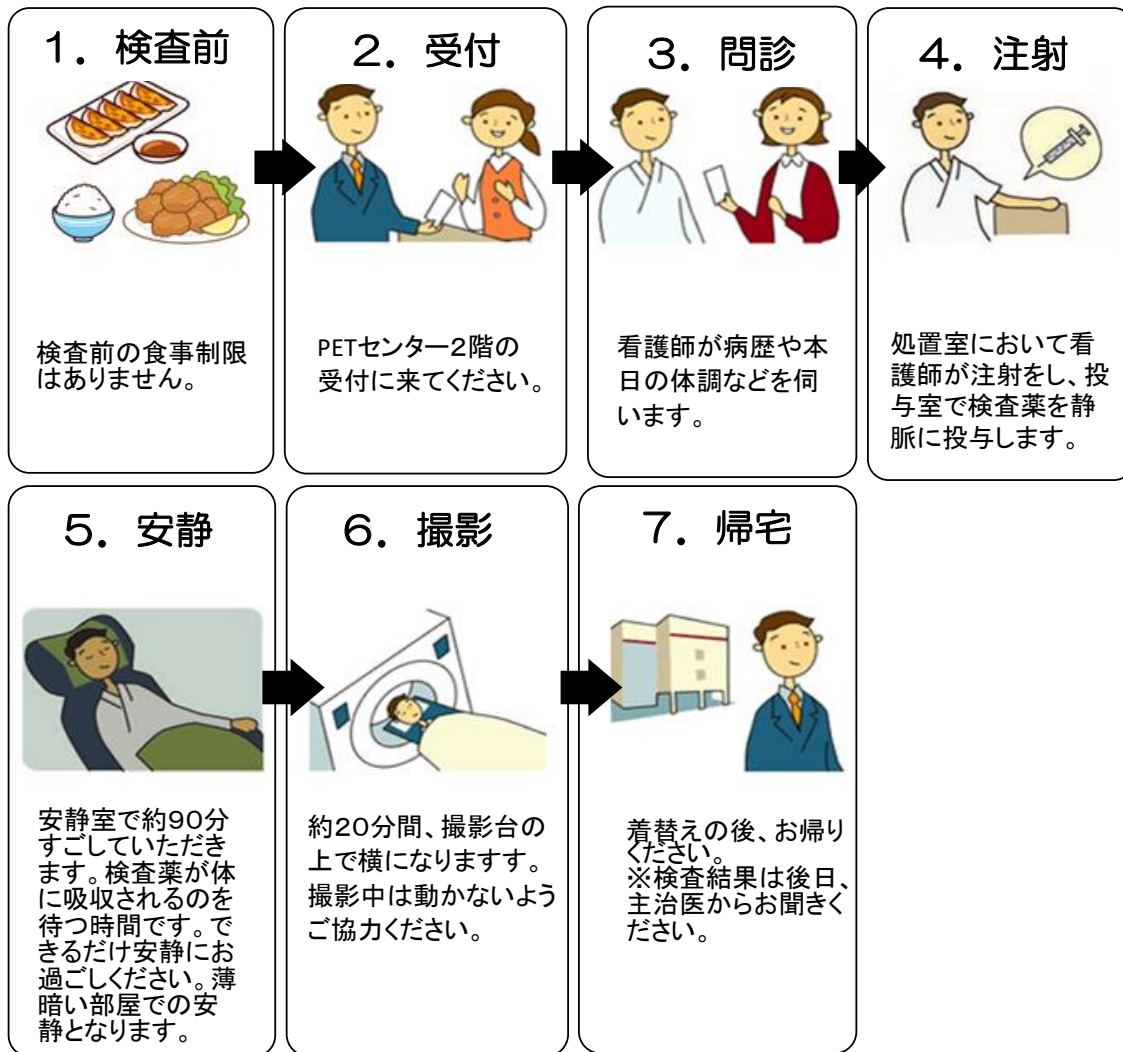 1．検査前
検査前の食事制限
はありません。
2．受付
PETセンター2階の
受付に来てください。
3．問診
看護師が病歴や本
日の体調などを伺
います。
4．注射
処置室において看
護師が注射をし、投
与室で検査薬を静
脈に投与します。
5．安静
安静室で約90分
すごしていただき
ます。検査薬が体
に吸収されるのを
待つ時間です。で
きるだけ安静にお
過ごしください。薄
暗い部屋での安
静となります。
6．撮影
約20分間、撮影台の
上で横になりますす。
撮影中は動かないよう
ご協力ください。
7．帰宅
着替えの後、お帰り
ください。
※検査結果は後日、
主治医からお聞きく
ださい。